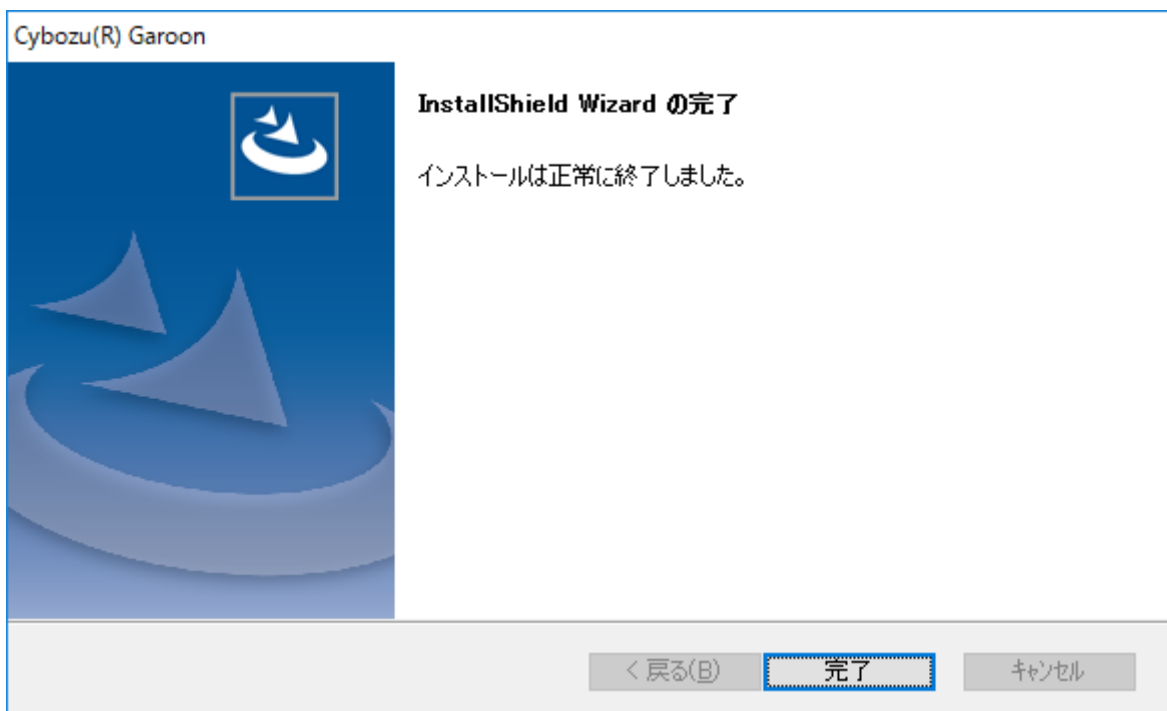 Cybozu(R) Garoon
InstallShield Wizard の完了
インストールは正常に終了しました。
< 戻る(B)
完了
キャンセル